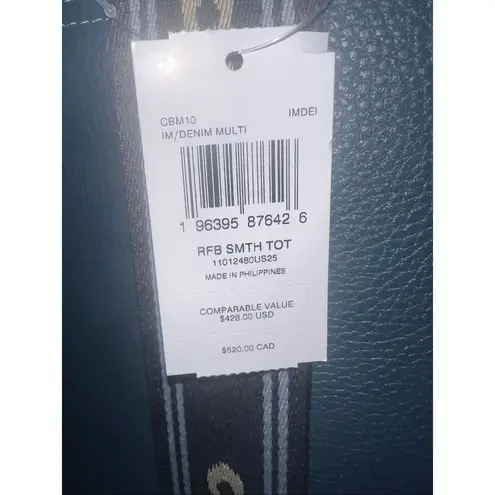 CBM10 IMDEI
IM/DENIM MULTI
1 96395 87642 6
RFB SMTH TOT
11012480US25
MADE IN PHILIPPINES
COMPARABLE VALUE
$428.00 USD
$520.00 CAD